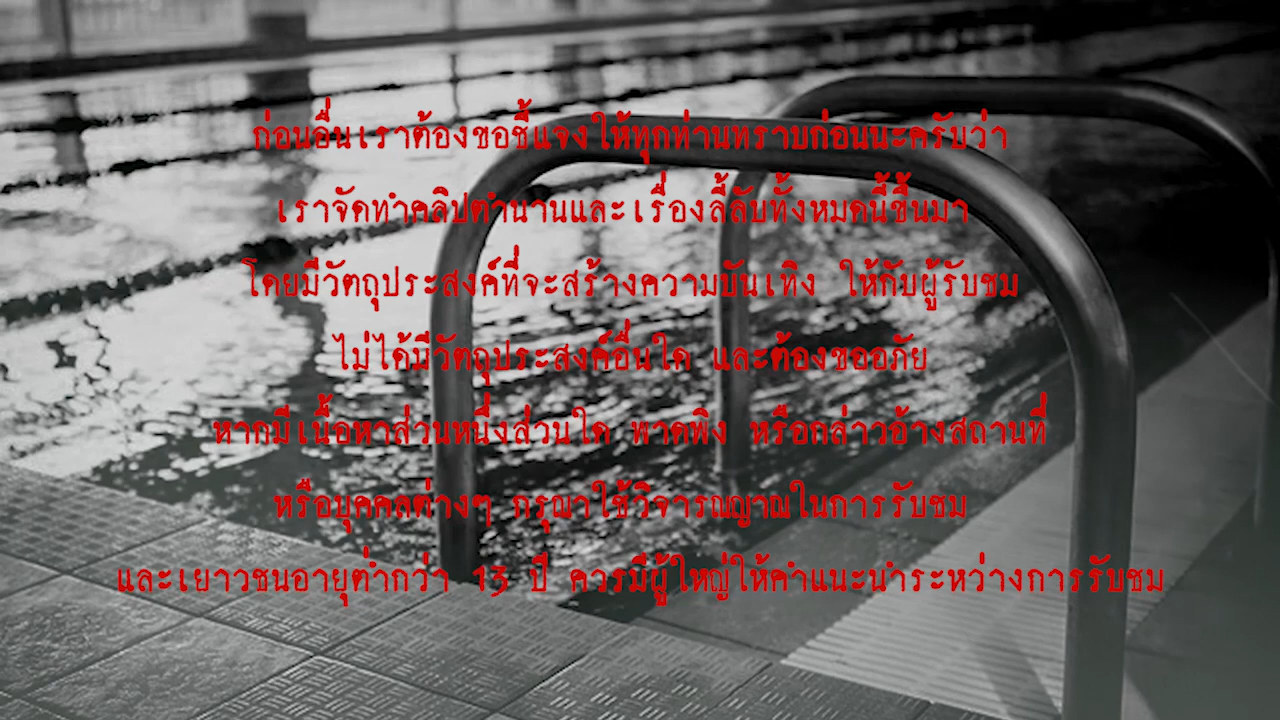 ก่อนอื่นเราต้องขอชี้แจงให้ทุกท่านทราบก่อนนะครับว่า
เราจัดทำคลิปตำนานและเรื่องลี้ลับทั้งหมดนี้ขึ้นมา
โดยมีวัตถุประสงค์ที่จะสร้างความบันเทิง ให้กับผู้รับชม
ไม่ได้มีวัตถุประสงค์อื่นใด และต้องขออภัย
หากมีเนื้อหาส่วนหนึ่งส่วนใด พาดพิง หรือกล่าวอ้างสถานที่
หรือบุคคลต่างๆ กรุณาใช้วิจารณญาณในการรับชม
และเยาวชนอายุต่ำกว่า 13 ปี ควรมีผู้ใหญ่ให้คำแนะนำระหว่างการรับชม